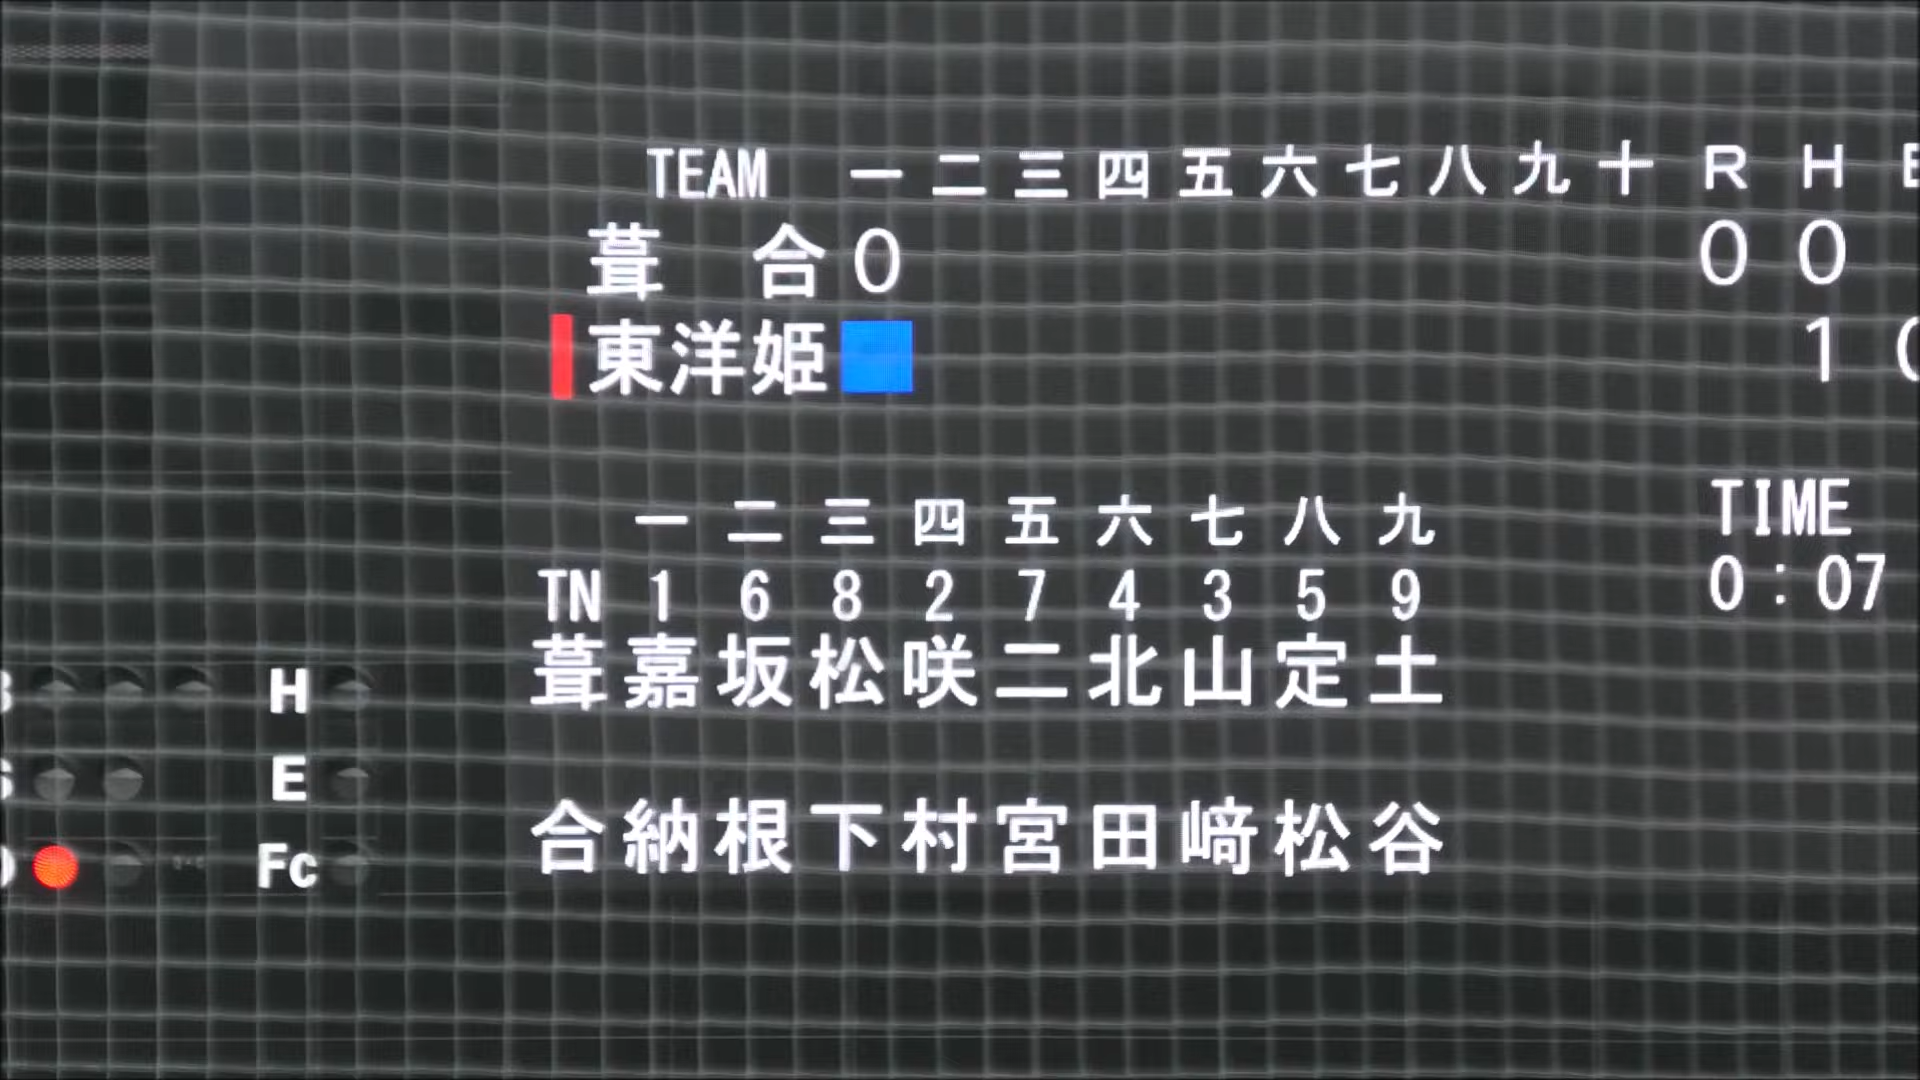 TEAM 一 二 三 四 五 六 七 八 九 十 R H E
葺 合 0 0 0
東洋姫 1 0
一 二 三 四 五 六 七 八 九
TIME
TN 1 6 8 2 7 4 3 5 9
0:07
葺 嘉 坂 松 咲 二 北 山 定 土
合 納 根 下 村 宮 田 﨑 松 谷
H
E
Fc